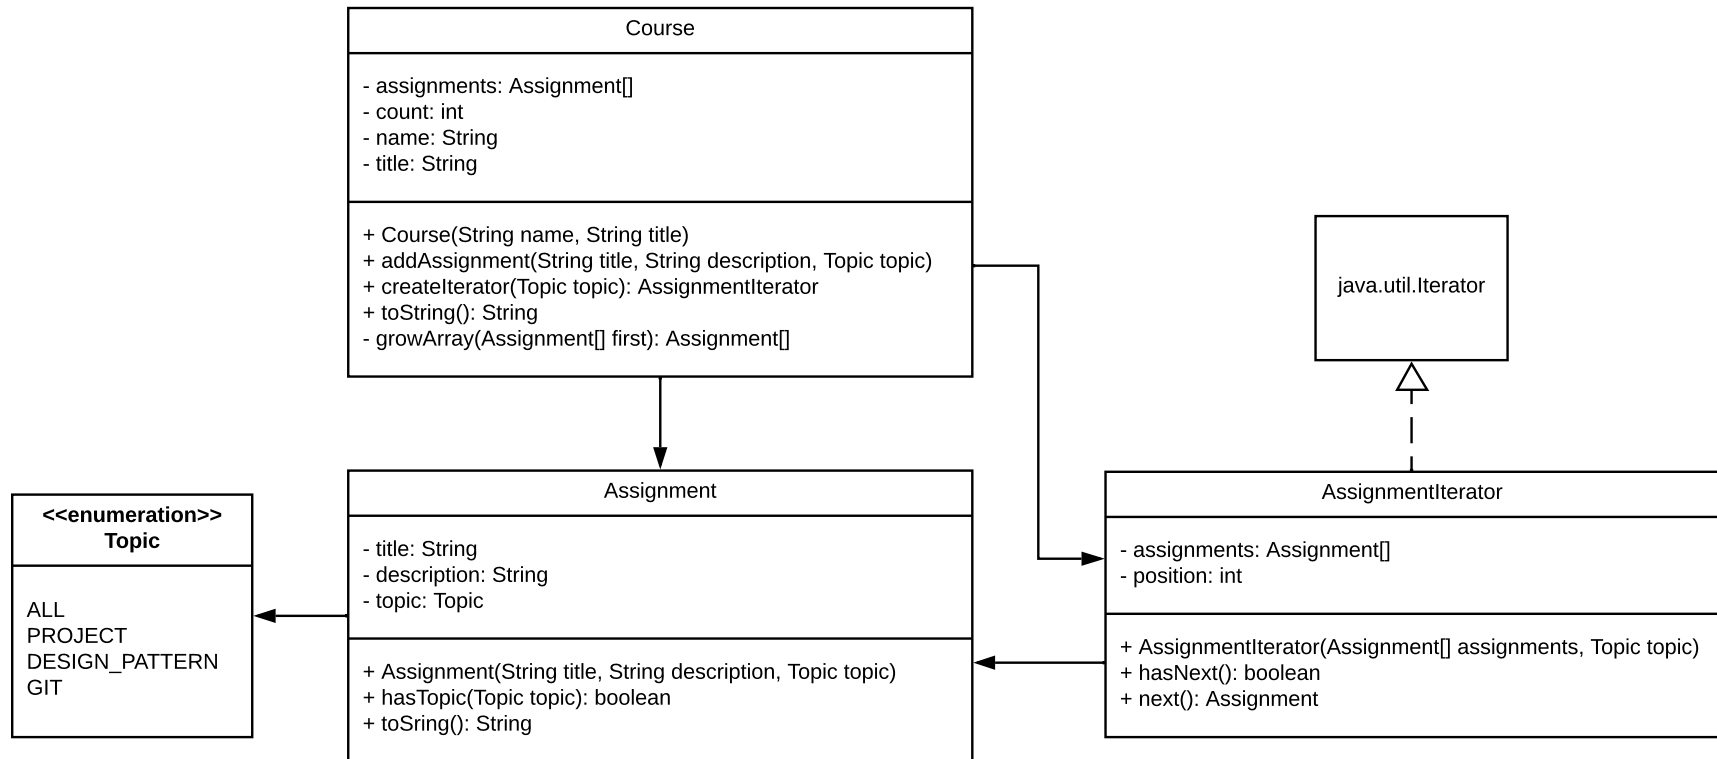 Course
- assignments: Assignment[]
- count: int
- name: String
- title: String
+ Course(String name, String title)
+ addAssignment(String title, String description, Topic topic)
+ createIterator(Topic topic): AssignmentIterator
+ toString(): String
- growArray(Assignment[] first): Assignment[]
java.util.Iterator
<<enumeration>>
Topic
ALL
PROJECT
DESIGN_PATTERN
GIT
Assignment
- title: String
- description: String
- topic: Topic
+ Assignment(String title, String description, Topic topic)
+ hasTopic(Topic topic): boolean
+ toSring(): String
AssignmentIterator
- assignments: Assignment[]
- position: int
+ AssignmentIterator(Assignment[] assignments, Topic topic)
+ hasNext(): boolean
+ next(): Assignment